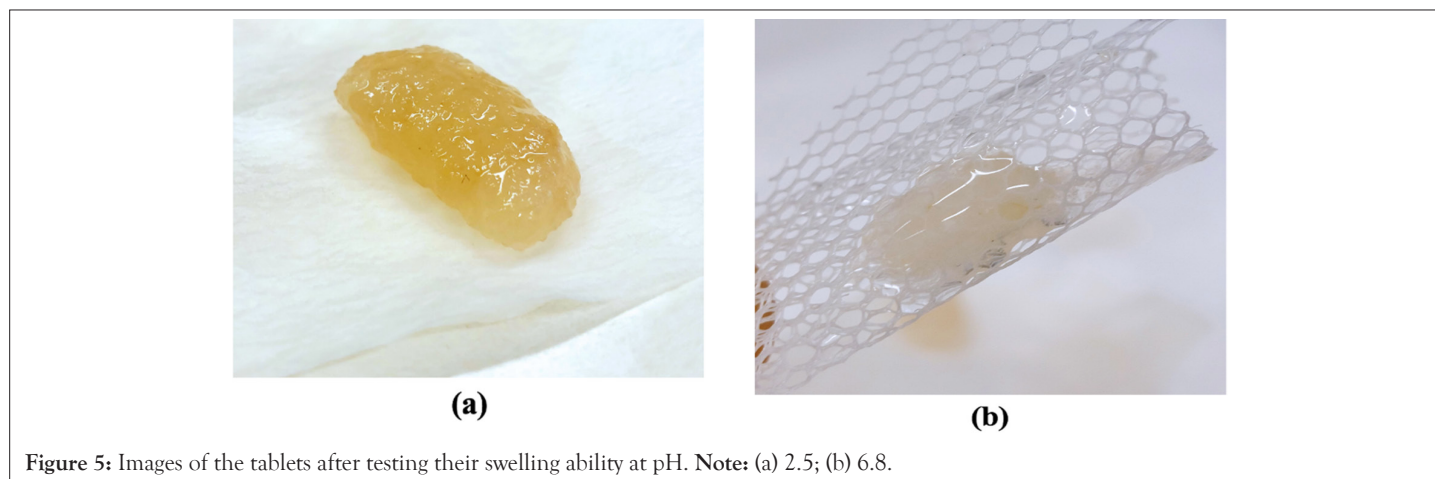 (a)
(b)
Figure 5: Images of the tablets after testing their swelling ability at pH. Note: (a) 2.5; (b) 6.8.